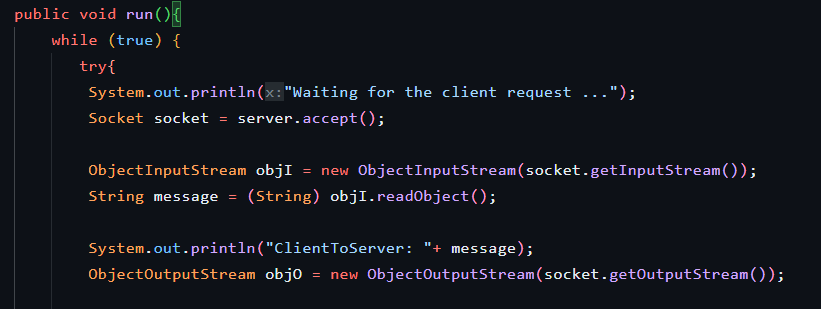 public void run(){
while (true) {
try{
System.out.println(x:"Waiting for the client request ...");
Socket socket = server.accept();
ObjectInputStream objI = new ObjectInputStream(socket.getInputStream());
String message = (String) objI.readObject();
System.out.println("ClientToServer: "+ message);
ObjectOutputStream objO = new ObjectOutputStream(socket.getOutputStream());